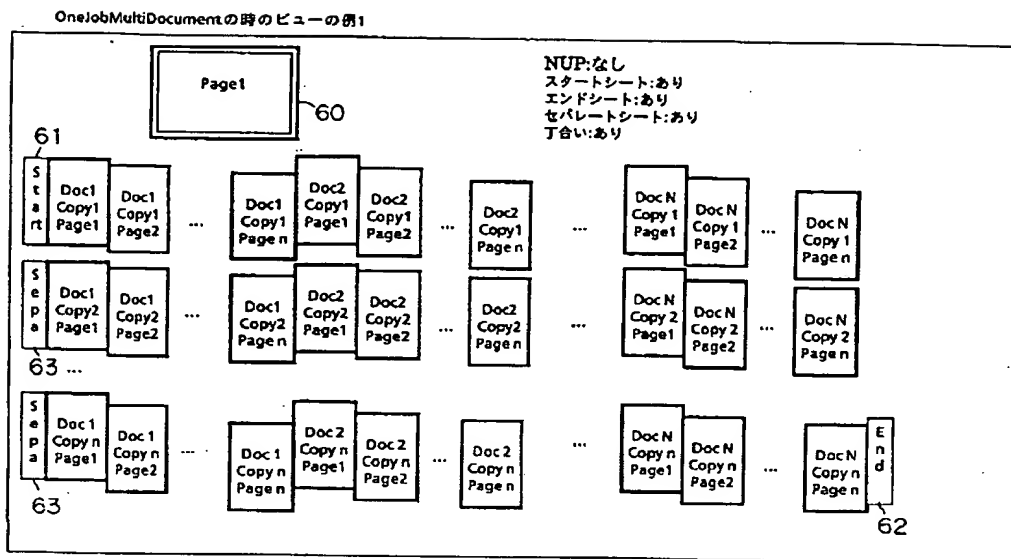 OneJobMultiDocumentの時のビューの例1
Page1
60
NUP:なし
スタートシート:あり
エンドシート:あり
セパレートシート:あり
丁合い:あり
61
Start
Doc1
Copy1
Page1
Doc1
Copy1
Page2
...
Doc1
Copy1
Page n
Doc2
Copy1
Page1
Doc2
Copy1
Page2
...
Doc2
Copy1
Page n
...
Doc N
Copy 1
Page1
Doc N
Copy 1
Page2
...
Doc N
Copy 1
Page n
Sepa
Doc1
Copy2
Page1
Doc1
Copy2
Page2
...
Doc1
Copy2
Page n
Doc2
Copy2
Page1
Doc2
Copy2
Page2
...
Doc2
Copy2
Page n
...
Doc N
Copy 2
Page1
Doc N
Copy 2
Page2
...
Doc N
Copy 2
Page n
63 ...
Sepa
Doc 1
Copy n
Page1
Doc 1
Copy n
Page2
...
Doc 1
Copy n
Page n
Doc 2
Copy n
Page1
Doc 2
Copy n
Page2
...
Doc 2
Copy n
Page n
...
Doc N
Copy n
Page1
Doc N
Copy n
Page2
...
Doc N
Copy n
Page n
End
63
62